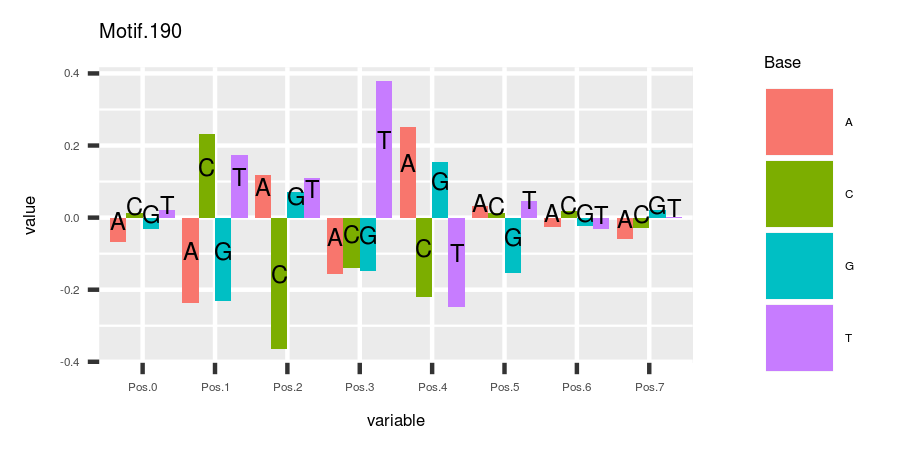 Motif.190
Base
A
C
G
T
value
0.4
0.2
0.0
-0.2
-0.4
A C G T A C G T A C G T A C G T A C G T A C G T A C G T A C G T
Pos.0 Pos.1 Pos.2 Pos.3 Pos.4 Pos.5 Pos.6 Pos.7
variable